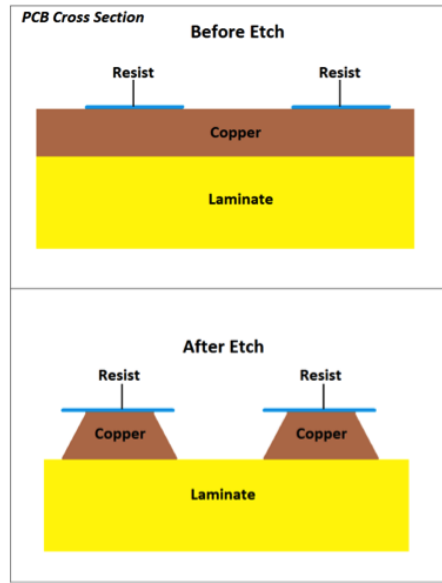 PCB Cross Section
Before Etch
Resist Resist
Copper
Laminate
After Etch
Resist Resist
Copper Copper
Laminate